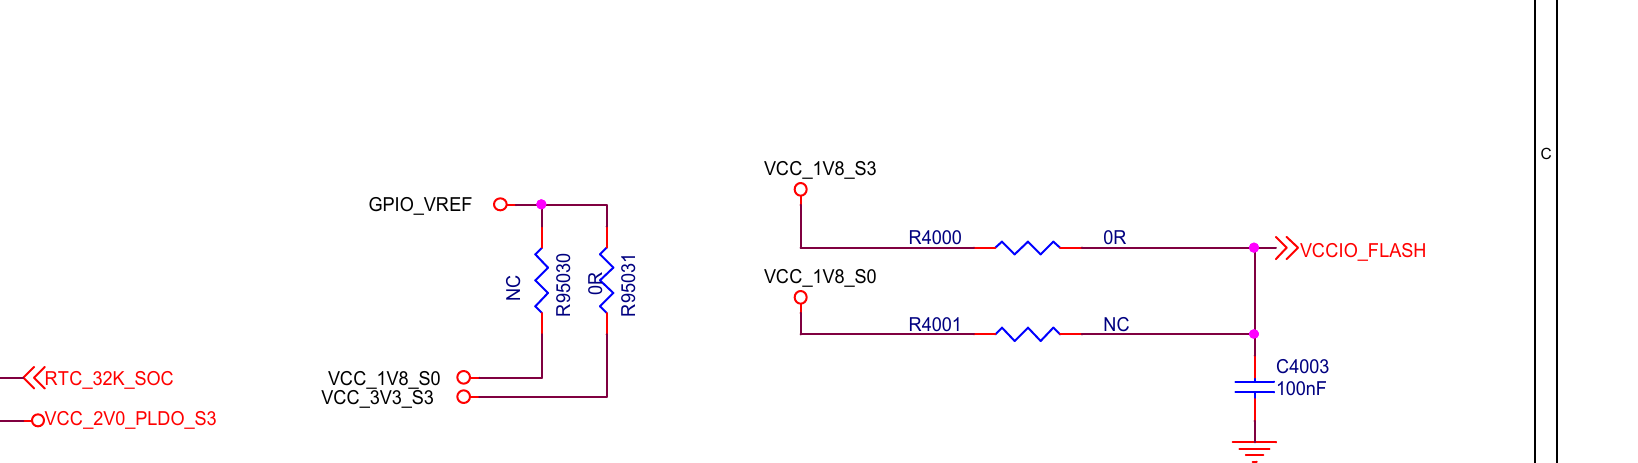 C
VCC_1V8_S3
GPIO_VREF
R4000
0R
VCCIO_FLASH
VCC_1V8_S0
NC
R95030
0R
R95031
R4001
NC
C4003
100nF
RTC_32K_SOC
VCC_1V8_S0
VCC_3V3_S3
VCC_2V0_PLDO_S3